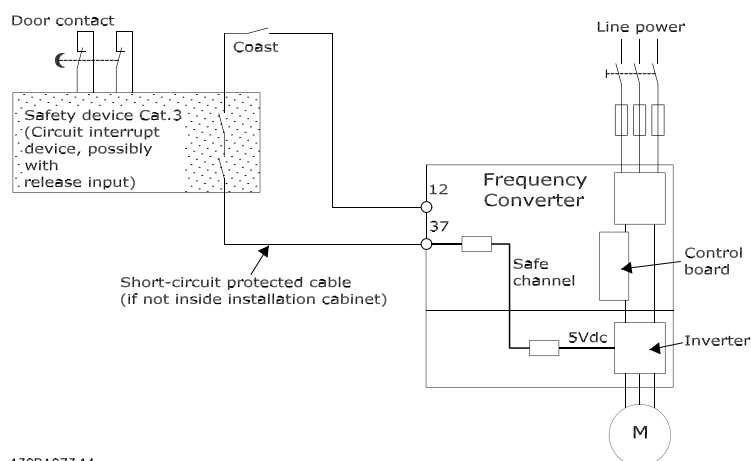 Door contact
Line power
Coast
Safety device Cat.3
(Circuit interrupt
device, possibly
with
release input)
12
Frequency
Converter
37
Safe
channel
Control
board
Short-circuit protected cable
(if not inside installation cabinet)
5Vdc
Inverter
M